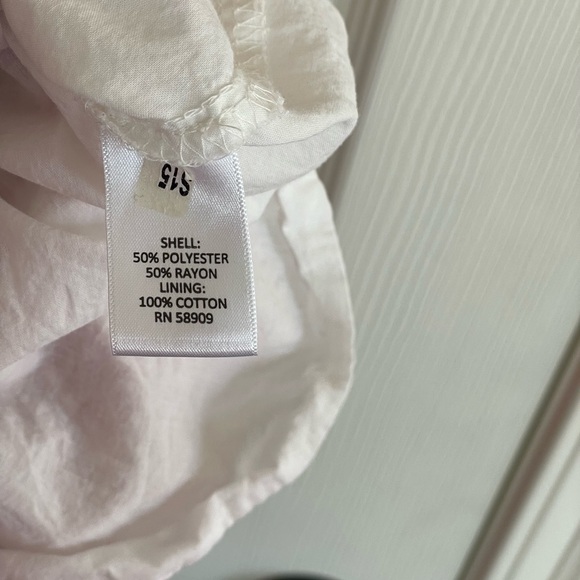 S15
SHELL:
50% POLYESTER
50% RAYON
LINING:
100% COTTON
RN 58909